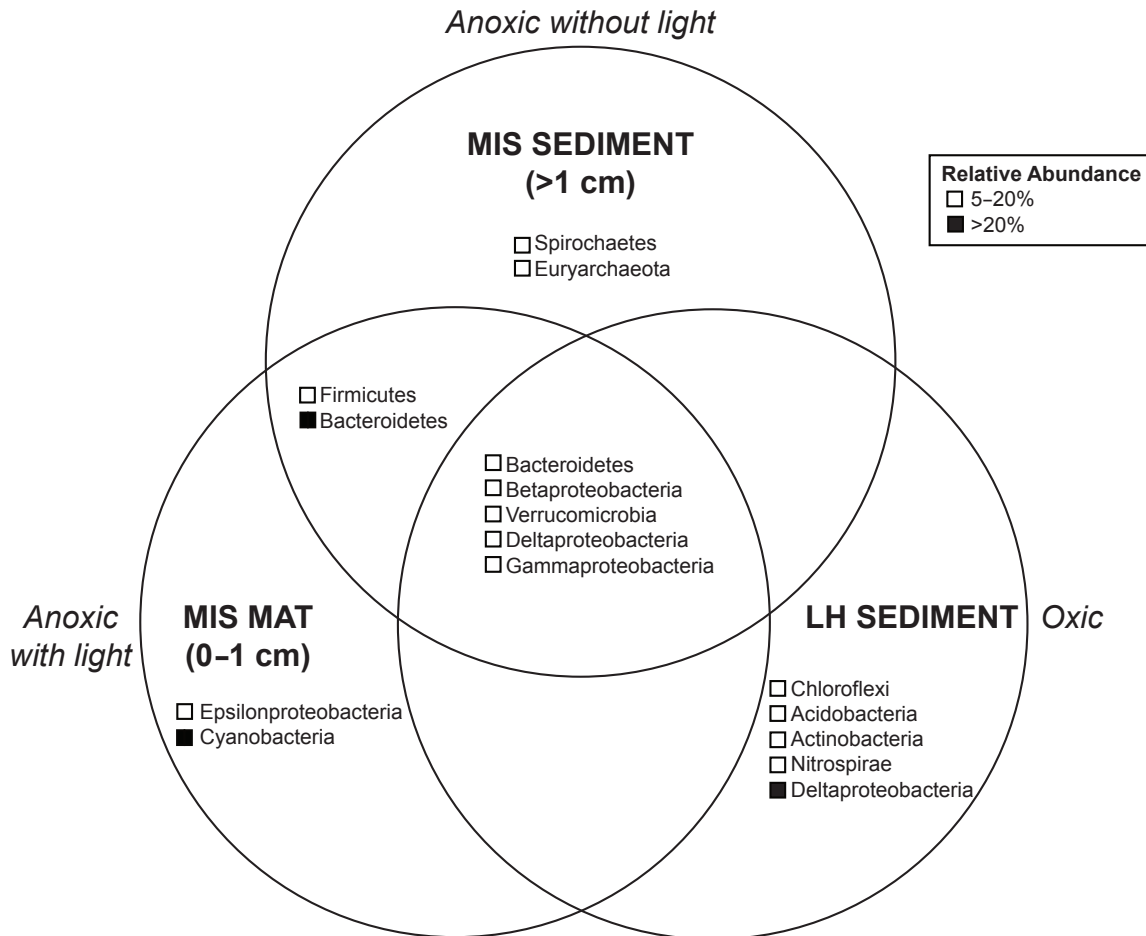 Anoxic without light
MIS SEDIMENT
(>1 cm)
Relative Abundance
5–20%
>20%
Spirochaetes
Euryarchaeota
Firmicutes
Bacteroidetes
Bacteroidetes
Betaproteobacteria
Verrucomicrobia
Deltaproteobacteria
Gammaproteobacteria
Anoxic
with light
MIS MAT
(0–1 cm)
LH SEDIMENT
Oxic
Epsilonproteobacteria
Cyanobacteria
Chloroflexi
Acidobacteria
Actinobacteria
Nitrospirae
Deltaproteobacteria